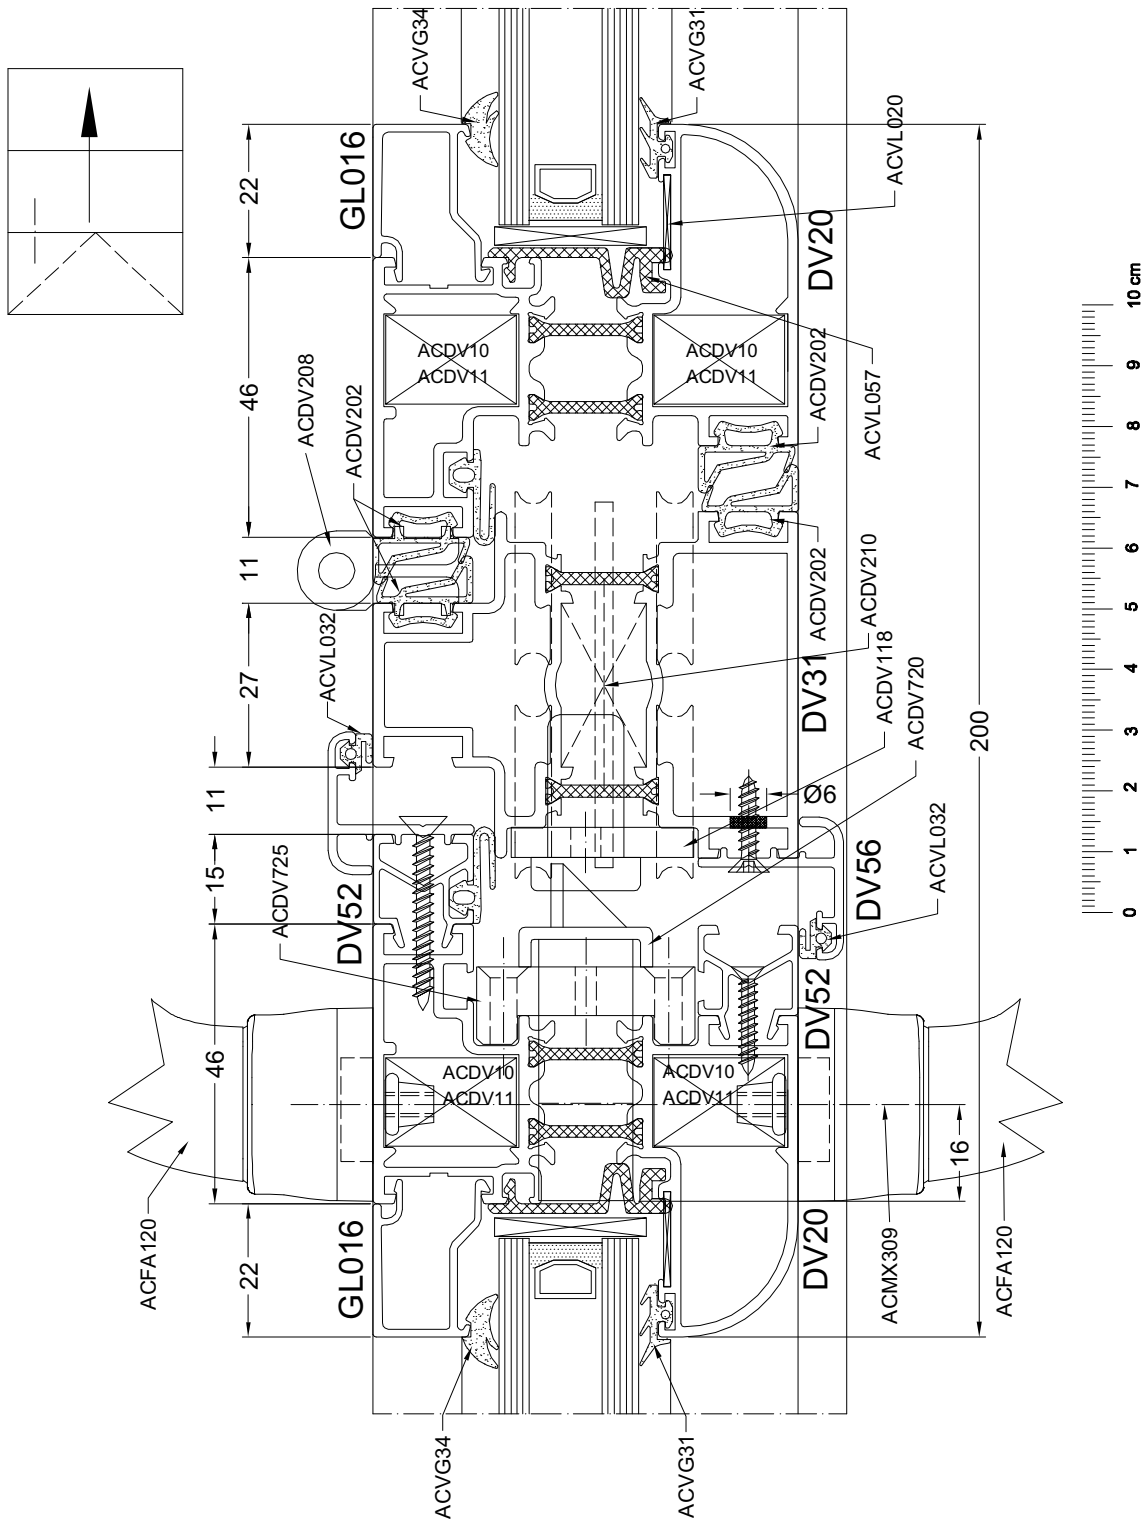 ACVG34
ACVG31
ACVL020
22
GL016
DV20
46
ACDV208
ACDV202
ACDV10
ACDV11
ACDV10
ACDV11
ACDV202
ACVL057
11
ACDV202
ACDV210
27
ACVL032
DV31
ACDV118
ACDV720
200
11
Ø6
15
ACDV725
DV52
DV56
ACVL032
46
DV52
ACDV10
ACDV11
ACDV10
ACDV11
16
ACFA120
GL016
22
DV20
ACMX309
ACFA120
ACVG34
ACVG31
0
1
2
3
4
5
6
7
8
9
10 cm